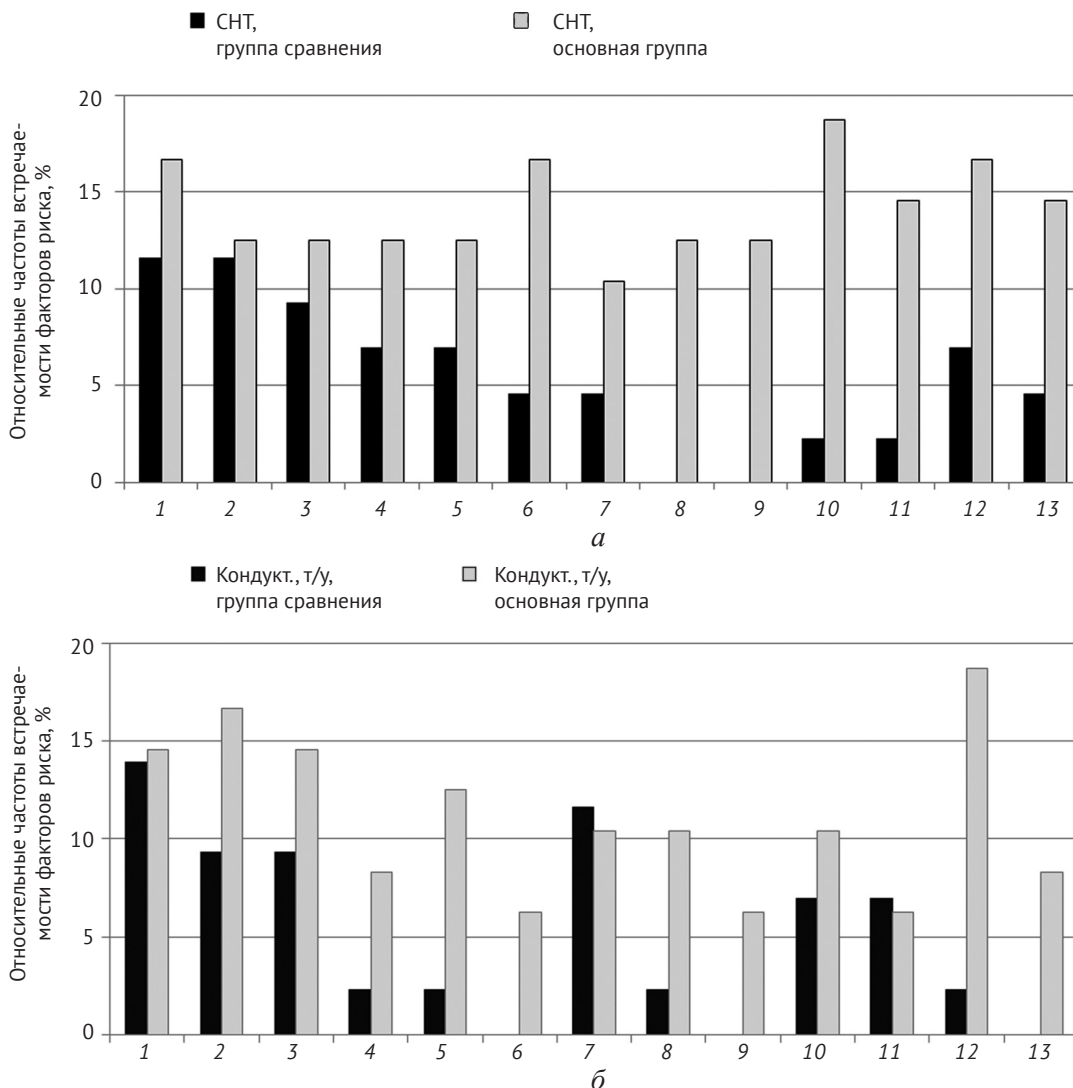 СНТ,
группа сравнения
СНТ,
основная группа
Относительные частоты встречае-
мости факторов риска, %
20
15
10
5
0
1 2 3 4 5 6 7 8 9 10 11 12 13
а
Кондукт., т/у,
группа сравнения
Кондукт., т/у,
основная группа
Относительные частоты встречае-
мости факторов риска, %
20
15
10
5
0
1 2 3 4 5 6 7 8 9 10 11 12 13
б